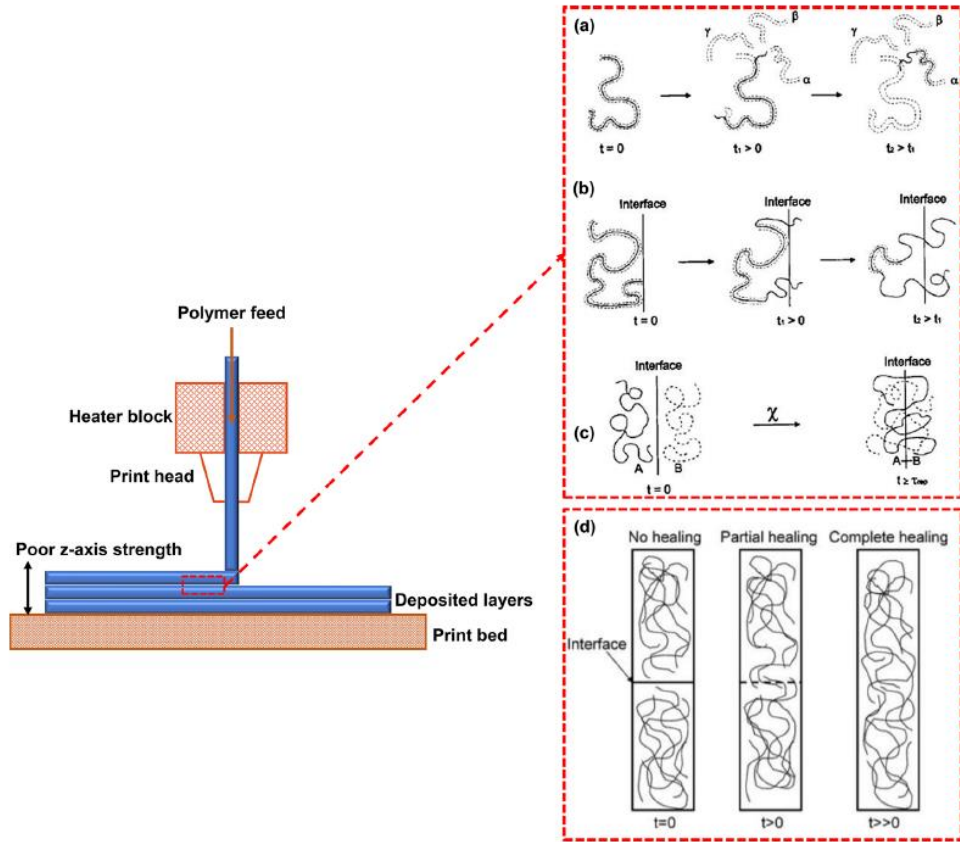 Polymer feed
Heater block
Print head
Poor z-axis strength
Deposited layers
Print bed
(a)
γ
β
α
γ
β
α
t = 0
t₁ > 0
t₂ > t₁
(b)
Interface
Interface
Interface
t = 0
t₁ > 0
t₂ > t₁
(c)
Interface
Interface
χ
A
B
A
B
t = 0
t ≥ τ
(d)
No healing
Partial healing
Complete healing
Interface
t=0
t>0
t>>0